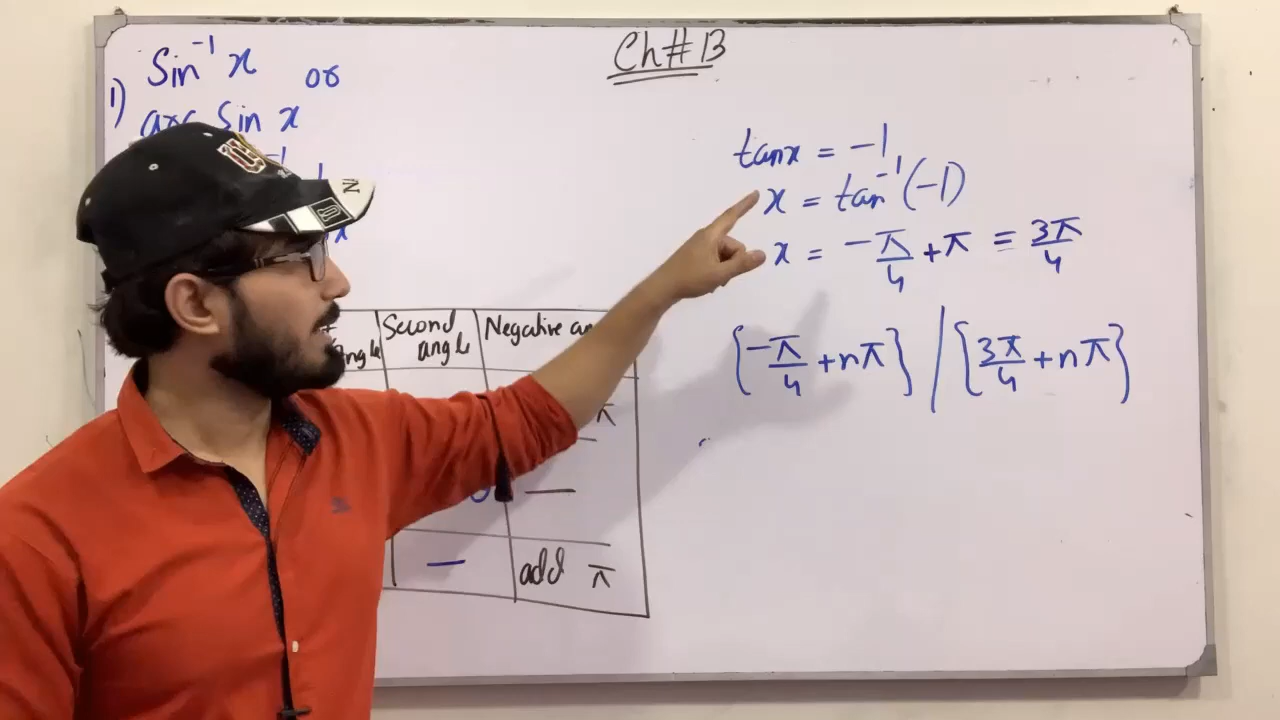 Ch#13
1) Sin⁻¹ x or
arc Sin x
tanx = -1
x = tan⁻¹(-1)
x = -π/4 + π = 3π/4
{-π/4 + nπ} / {3π/4 + nπ}
angle
Second angle
Negative
π
—
—
add π